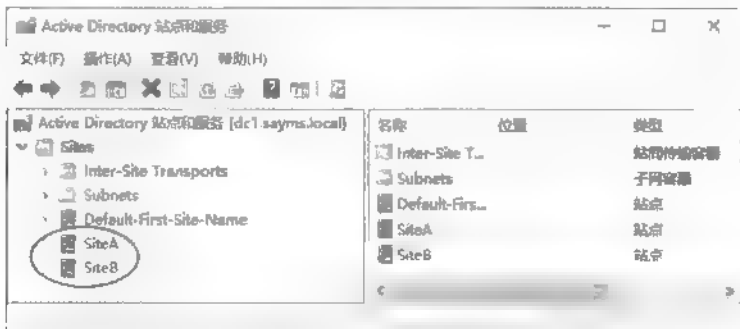 Active Directory 站点和服务
文件(F) 操作(A) 查看(V) 帮助(H)
Active Directory 站点和服务 [dc1.sayms.local]
Sites
Inter-Site Transports
Subnets
Default-First-Site-Name
SiteA
SiteB
名称 位置 类型
Inter-Site T... 站间传输容器
Subnets 子网容器
Default-Firs... 站点
SiteA 站点
SiteB 站点